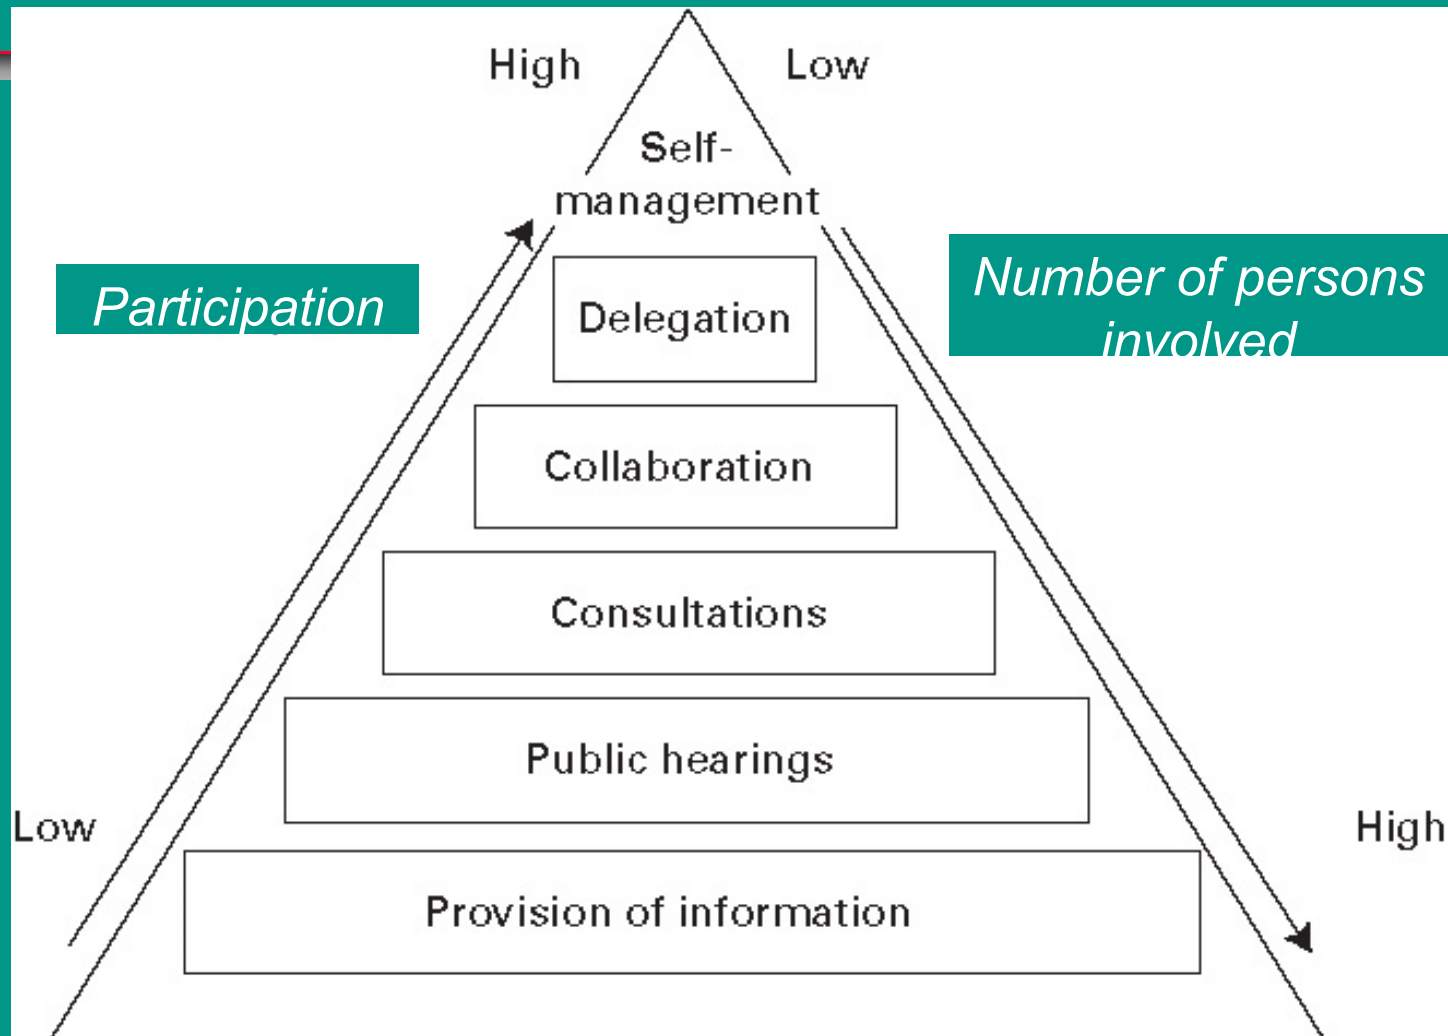 High
Low
Self-
management
Participation
Number of persons
involved
Delegation
Collaboration
Consultations
Public hearings
Low
High
Provision of information